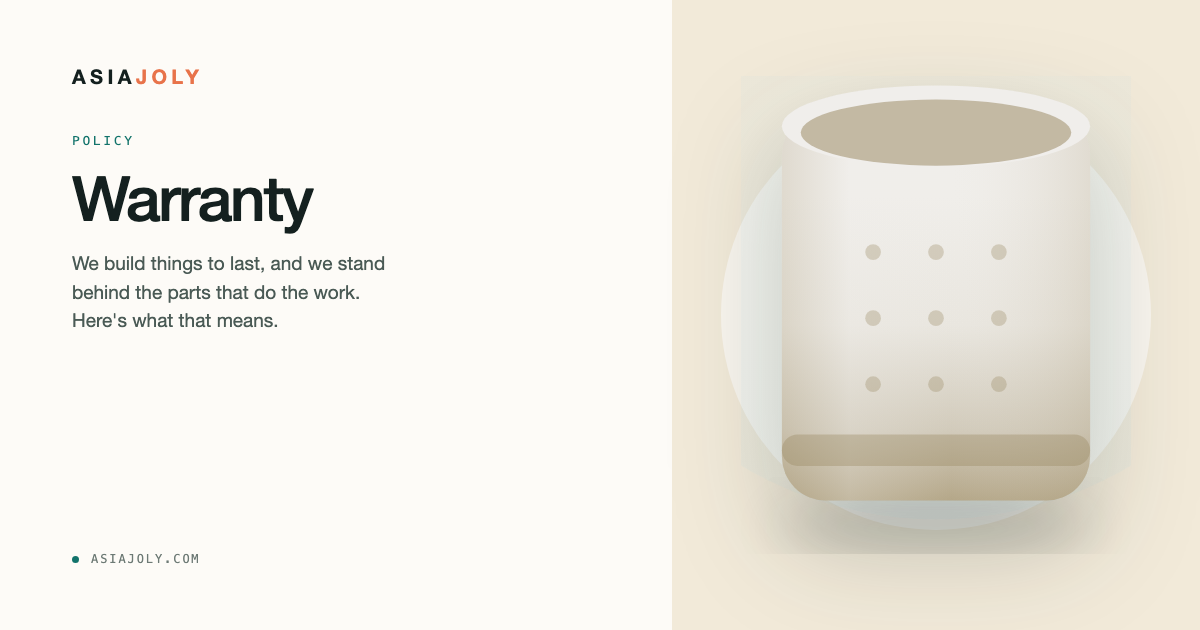 ASIAJOLY
POLICY
Warranty
We build things to last, and we stand
behind the parts that do the work.
Here's what that means.
ASIAJOLY.COM